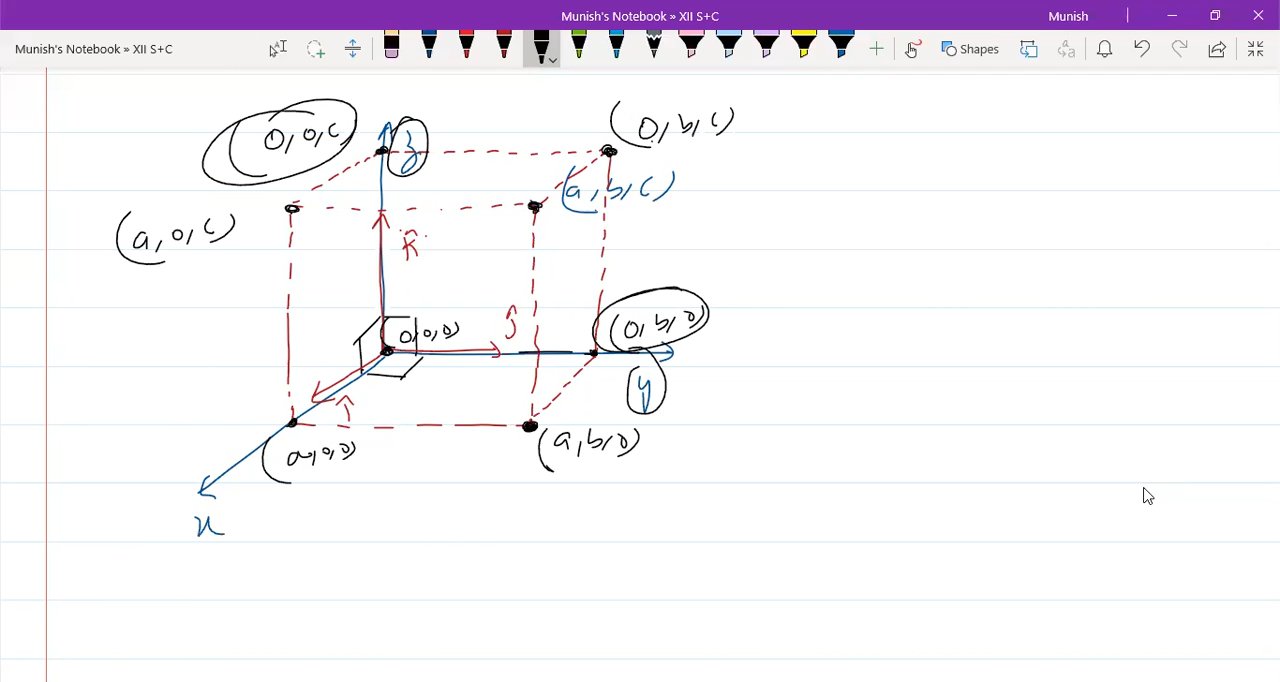 Munish's Notebook » XII S+C
Munish
Munish's Notebook » XII S+C
Shapes
(0, 0, c
z
(0, b, c)
(a, b, c)
(a, 0, c)
k̂
(0, 0, 0)
ĵ
(0, b, 0)
y
î
(a, 0, 0)
(a, b, 0)
x